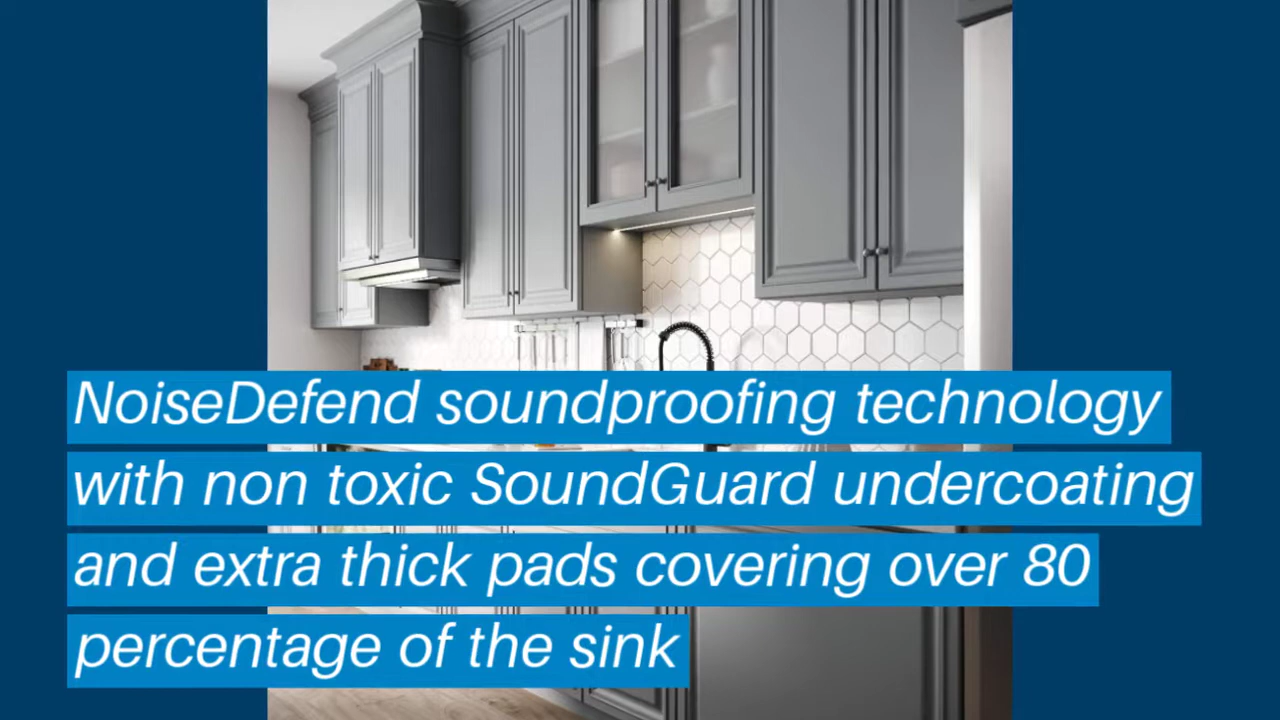 NoiseDefend soundproofing technology
with non toxic SoundGuard undercoating
and extra thick pads covering over 80
percentage of the sink